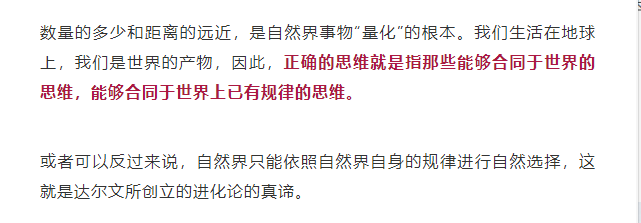 数量的多少和距离的远近，是自然界事物“量化”的根本。我们生活在地球
上，我们是世界的产物，因此，正确的思维就是指那些能够合同于世界的
思维，能够合同于世界上已有规律的思维。
或者可以反过来说，自然界只能依照自然界自身的规律进行自然选择，这
就是达尔文所创立的进化论的真谛。